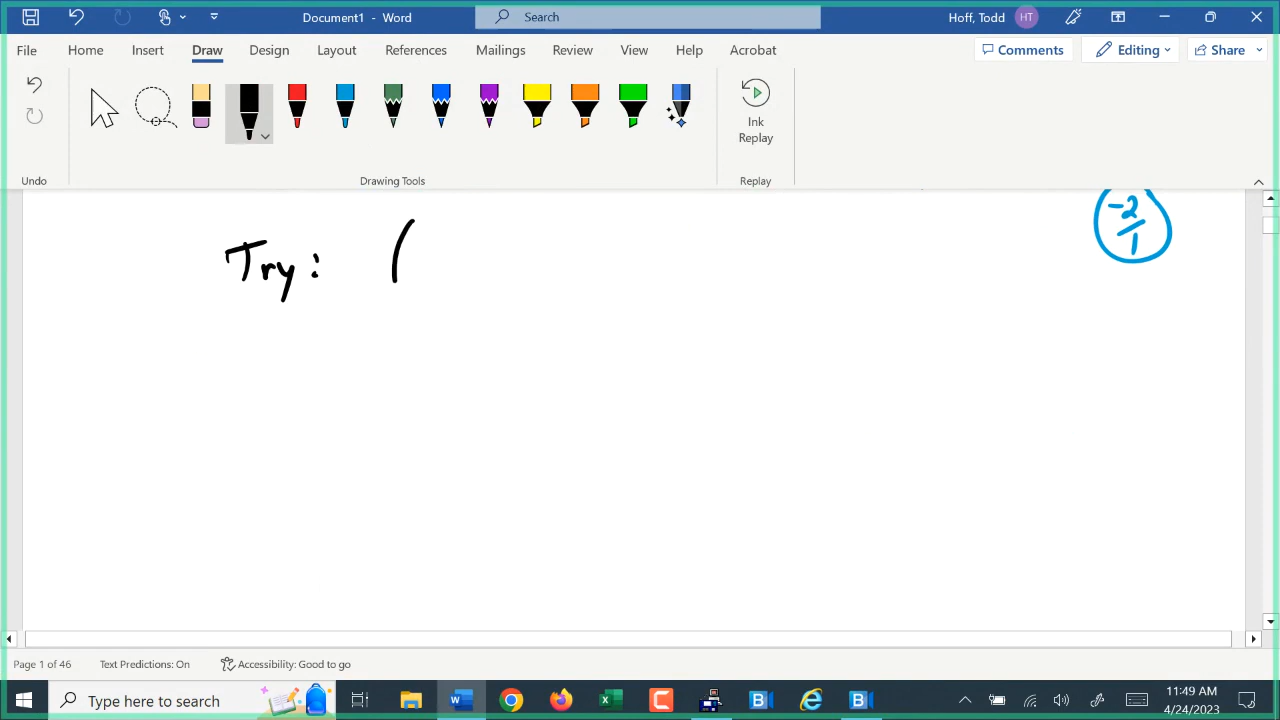 Document1 - Word
Search
Hoff, Todd HT
File Home Insert Draw Design Layout References Mailings Review View Help Acrobat
Comments Editing Share
Ink
Replay
Undo
Drawing Tools
Replay
-2
1
Try: (
Page 1 of 46 Text Predictions: On Accessibility: Good to go
Type here to search
11:49 AM
4/24/2023